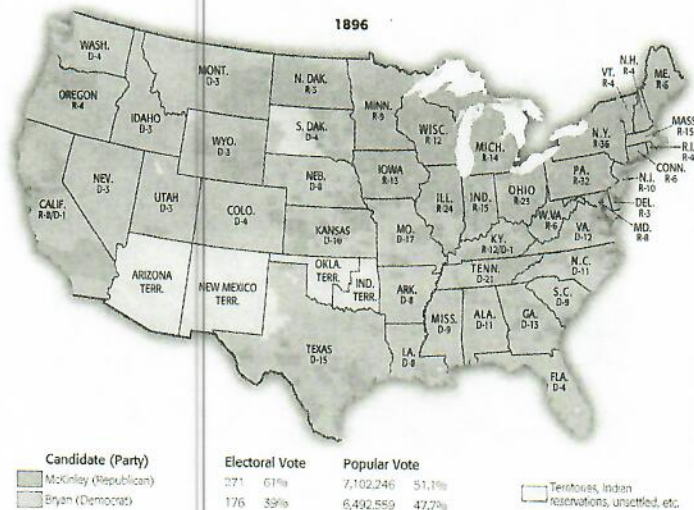 1896
WASH.
D-4
OREGON
R-4
IDAHO
D-3
MONT.
D-3
WYO.
D-3
N. DAK.
R-3
S. DAK.
D-4
MINN.
R-9
WISC.
R-12
MICH.
R-14
N.H.
R-4
VT.
R-4
ME.
R-6
MASS
R-15
R.I.
R-4
CONN.
R-6
N.Y.
R-36
PA.
R-32
N.J.
R-10
DEL.
R-3
MD.
R-8
CALIF.
R-8/D-1
NEV.
D-3
UTAH
D-3
COLO.
D-4
NEB.
D-8
KANSAS
D-10
IOWA
R-13
MO.
D-17
ILL.
R-24
IND.
R-15
OHIO
R-23
W.VA.
R-6
VA.
D-12
KY.
R-12/D-1
TENN.
D-21
N.C.
D-11
S.C.
D-9
ARIZONA
TERR.
NEW MEXICO
TERR.
OKLA.
TERR.
IND.
TERR.
ARK.
D-8
MISS.
D-9
ALA.
D-11
GA.
D-13
TEXAS
D-15
LA.
D-8
FLA.
D-4
Candidate (Party)
McKinley (Republican)
Bryan (Democrat)
Electoral Vote
271 61%
176 39%
Popular Vote
7,102,246 51.1%
6,492,559 47.7%
Territories, Indian
reservations, unsettled, etc.